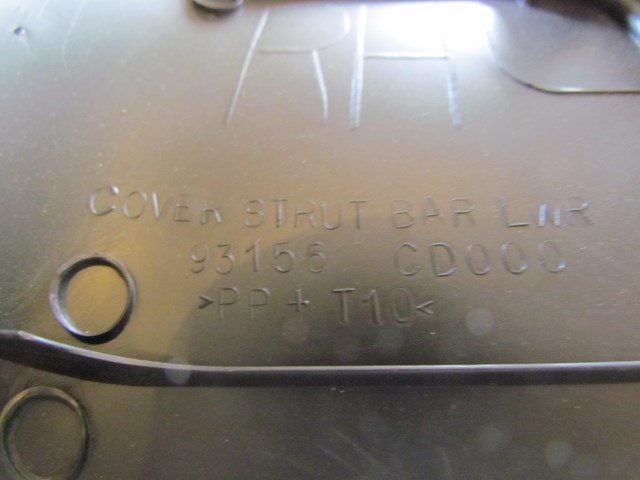 RH
COVER STRUT BAR LWR
93156 CD000
>PP+ T10<